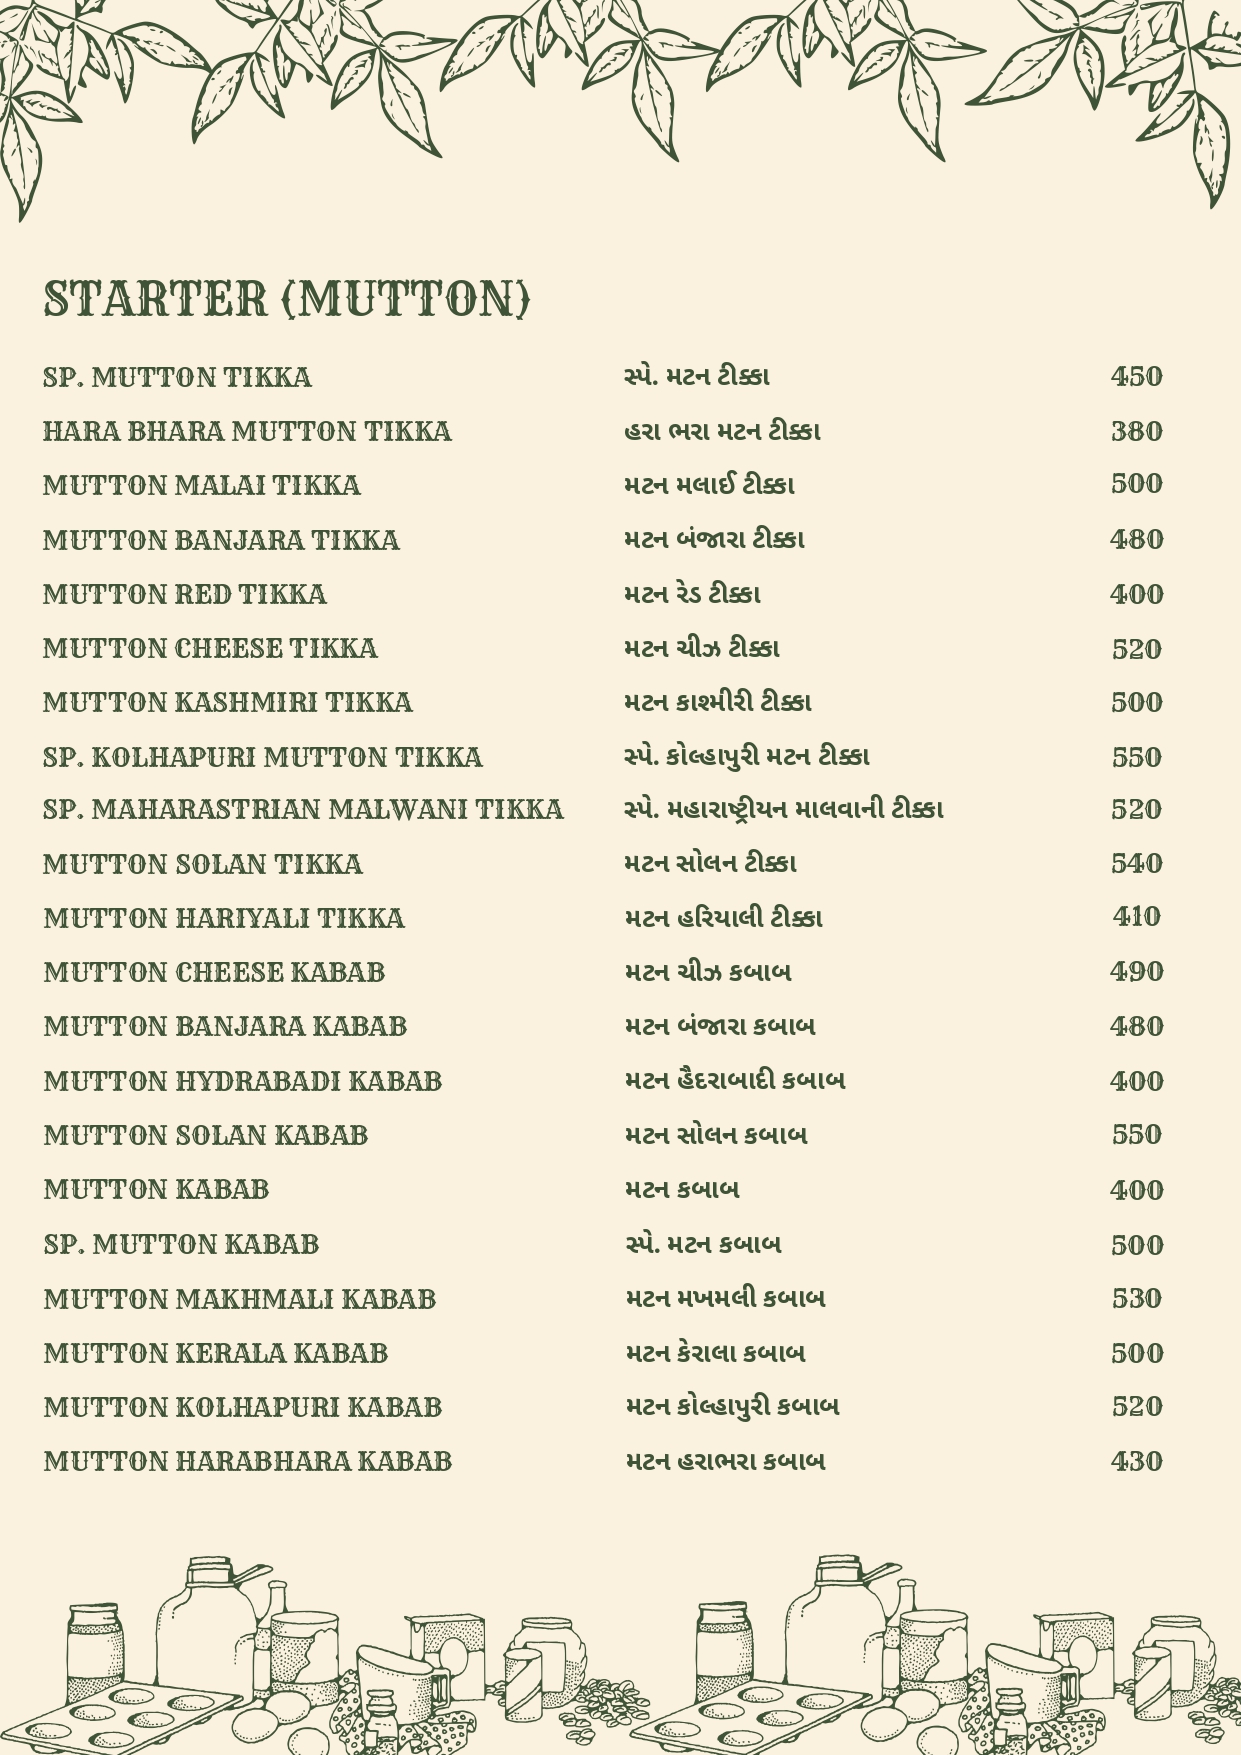 STARTER (MUTTON)
SP. MUTTON TIKKA સ્પે. મટન ટીક્કા 450
HARA BHARA MUTTON TIKKA હરા ભરા મટન ટીક્કા 380
MUTTON MALAI TIKKA મટન મલાઈ ટીક્કા 500
MUTTON BANJARA TIKKA મટન બંજારા ટીક્કા 480
MUTTON RED TIKKA મટન રેડ ટીક્કા 400
MUTTON CHEESE TIKKA મટન ચીઝ ટીક્કા 520
MUTTON KASHMIRI TIKKA મટન કાશ્મીરી ટીક્કા 500
SP. KOLHAPURI MUTTON TIKKA સ્પે. કોલ્હાપુરી મટન ટીક્કા 550
SP. MAHARASTRIAN MALWANI TIKKA સ્પે. મહારાષ્ટ્રીયન માલવાની ટીક્કા 520
MUTTON SOLAN TIKKA મટન સોલન ટીક્કા 540
MUTTON HARIYALI TIKKA મટન હરિયાલી ટીક્કા 410
MUTTON CHEESE KABAB મટન ચીઝ કબાબ 490
MUTTON BANJARA KABAB મટન બંજારા કબાબ 480
MUTTON HYDRABADI KABAB મટન હૈદરાબાદી કબાબ 400
MUTTON SOLAN KABAB મટન સોલન કબાબ 550
MUTTON KABAB મટન કબાબ 400
SP. MUTTON KABAB સ્પે. મટન કબાબ 500
MUTTON MAKHMALI KABAB મટન મખમલી કબાબ 530
MUTTON KERALA KABAB મટન કેરાલા કબાબ 500
MUTTON KOLHAPURI KABAB મટન કોલ્હાપુરી કબાબ 520
MUTTON HARABHARA KABAB મટન હરાભરા કબાબ 430